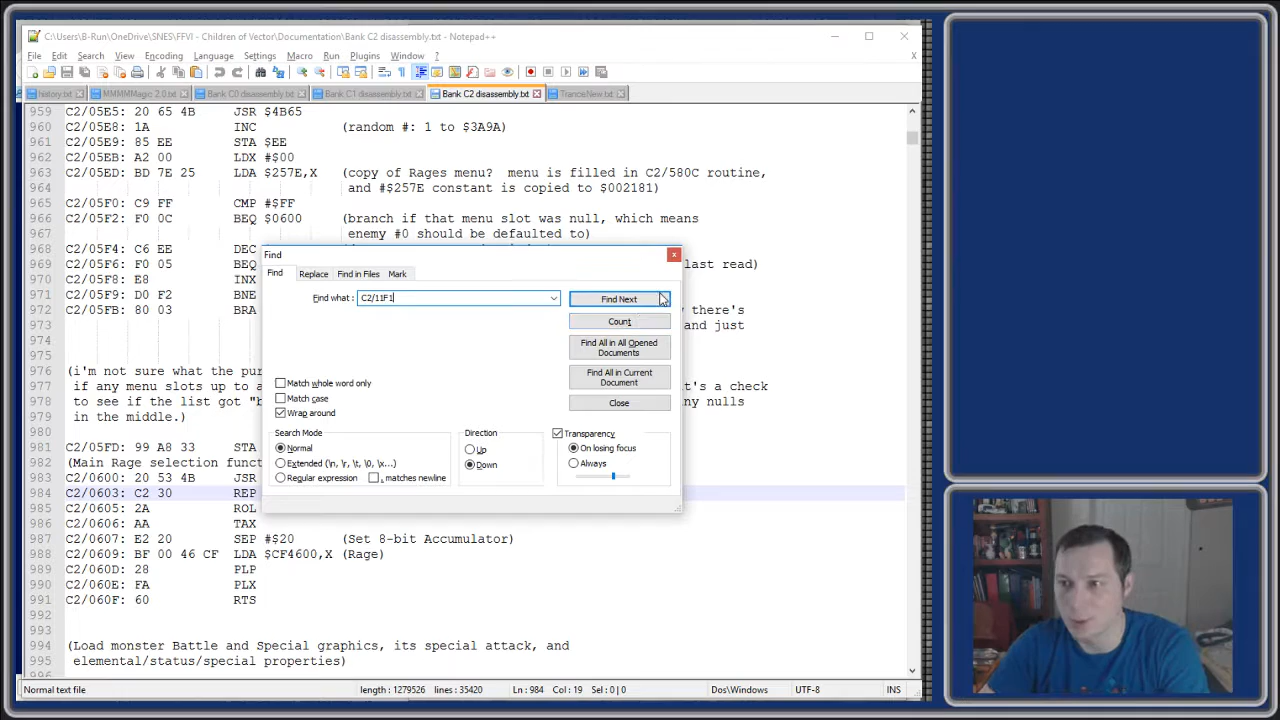 C:\Users\B-Run\OneDrive\SNES\FFVI - Children of Vector\Documentation\Bank C2 disassembly.txt - Notepad++
File Edit Search View Encoding Language Settings Macro Run Plugins Window ?
history.txt MMMMMagic 2.0.txt Bank C0 disassembly.txt Bank C1 disassembly.txt Bank C2 disassembly.txt TranceNew.txt
959 C2/05E5: 20 65 4B JSR $4B65
960 C2/05E8: 1A INC (random #: 1 to $3A9A)
961 C2/05E9: 85 EE STA $EE
962 C2/05EB: A2 00 LDX #$00
963 C2/05ED: BD 7E 25 LDA $257E,X (copy of Rages menu? menu is filled in C2/580C routine,
964 and #$257E constant is copied to $002181)
965 C2/05F0: C9 FF CMP #$FF
966 C2/05F2: F0 0C BEQ $0600 (branch if that menu slot was null, which means
967 enemy #0 should be defaulted to)
968 C2/05F4: C6 EE DEC
969 C2/05F6: F0 05 BEQ last read)
970 C2/05F8: E8 INX
971 C2/05F9: D0 F2 BNE there's
972 C2/05FB: 80 03 BRA
973 and just
974
975
976 (i'm not sure what the pur
977 if any menu slots up to a t's a check
978 to see if the list got "b ny nulls
979 in the middle.)
980
981 C2/05FD: 99 A8 33 STA
982 (Main Rage selection funct
983 C2/0600: 20 53 4B JSR
984 C2/0603: C2 30 REP
985 C2/0605: 2A ROL
986 C2/0606: AA TAX
987 C2/0607: E2 20 SEP #$20 (Set 8-bit Accumulator)
988 C2/0609: BF 00 46 CF LDA $CF4600,X (Rage)
989 C2/060D: 28 PLP
990 C2/060E: FA PLX
991 C2/060F: 60 RTS
992
993
994 (Load monster Battle and Special graphics, its special attack, and
995 elemental/status/special properties)
Find
Find Replace Find in Files Mark
Find what : C2/11F1
Find Next
Count
Find All in All Opened
Documents
Find All in Current
Document
Close
Match whole word only
Match case
Wrap around
Search Mode
Normal
Extended (\n, \r, \t, \0, \x...)
Regular expression . matches newline
Direction
Up
Down
Transparency
On losing focus
Always
Normal text file length : 1279526 lines : 35420 Ln : 984 Col : 19 Sel : 0 | 0 Dos\Windows UTF-8 INS